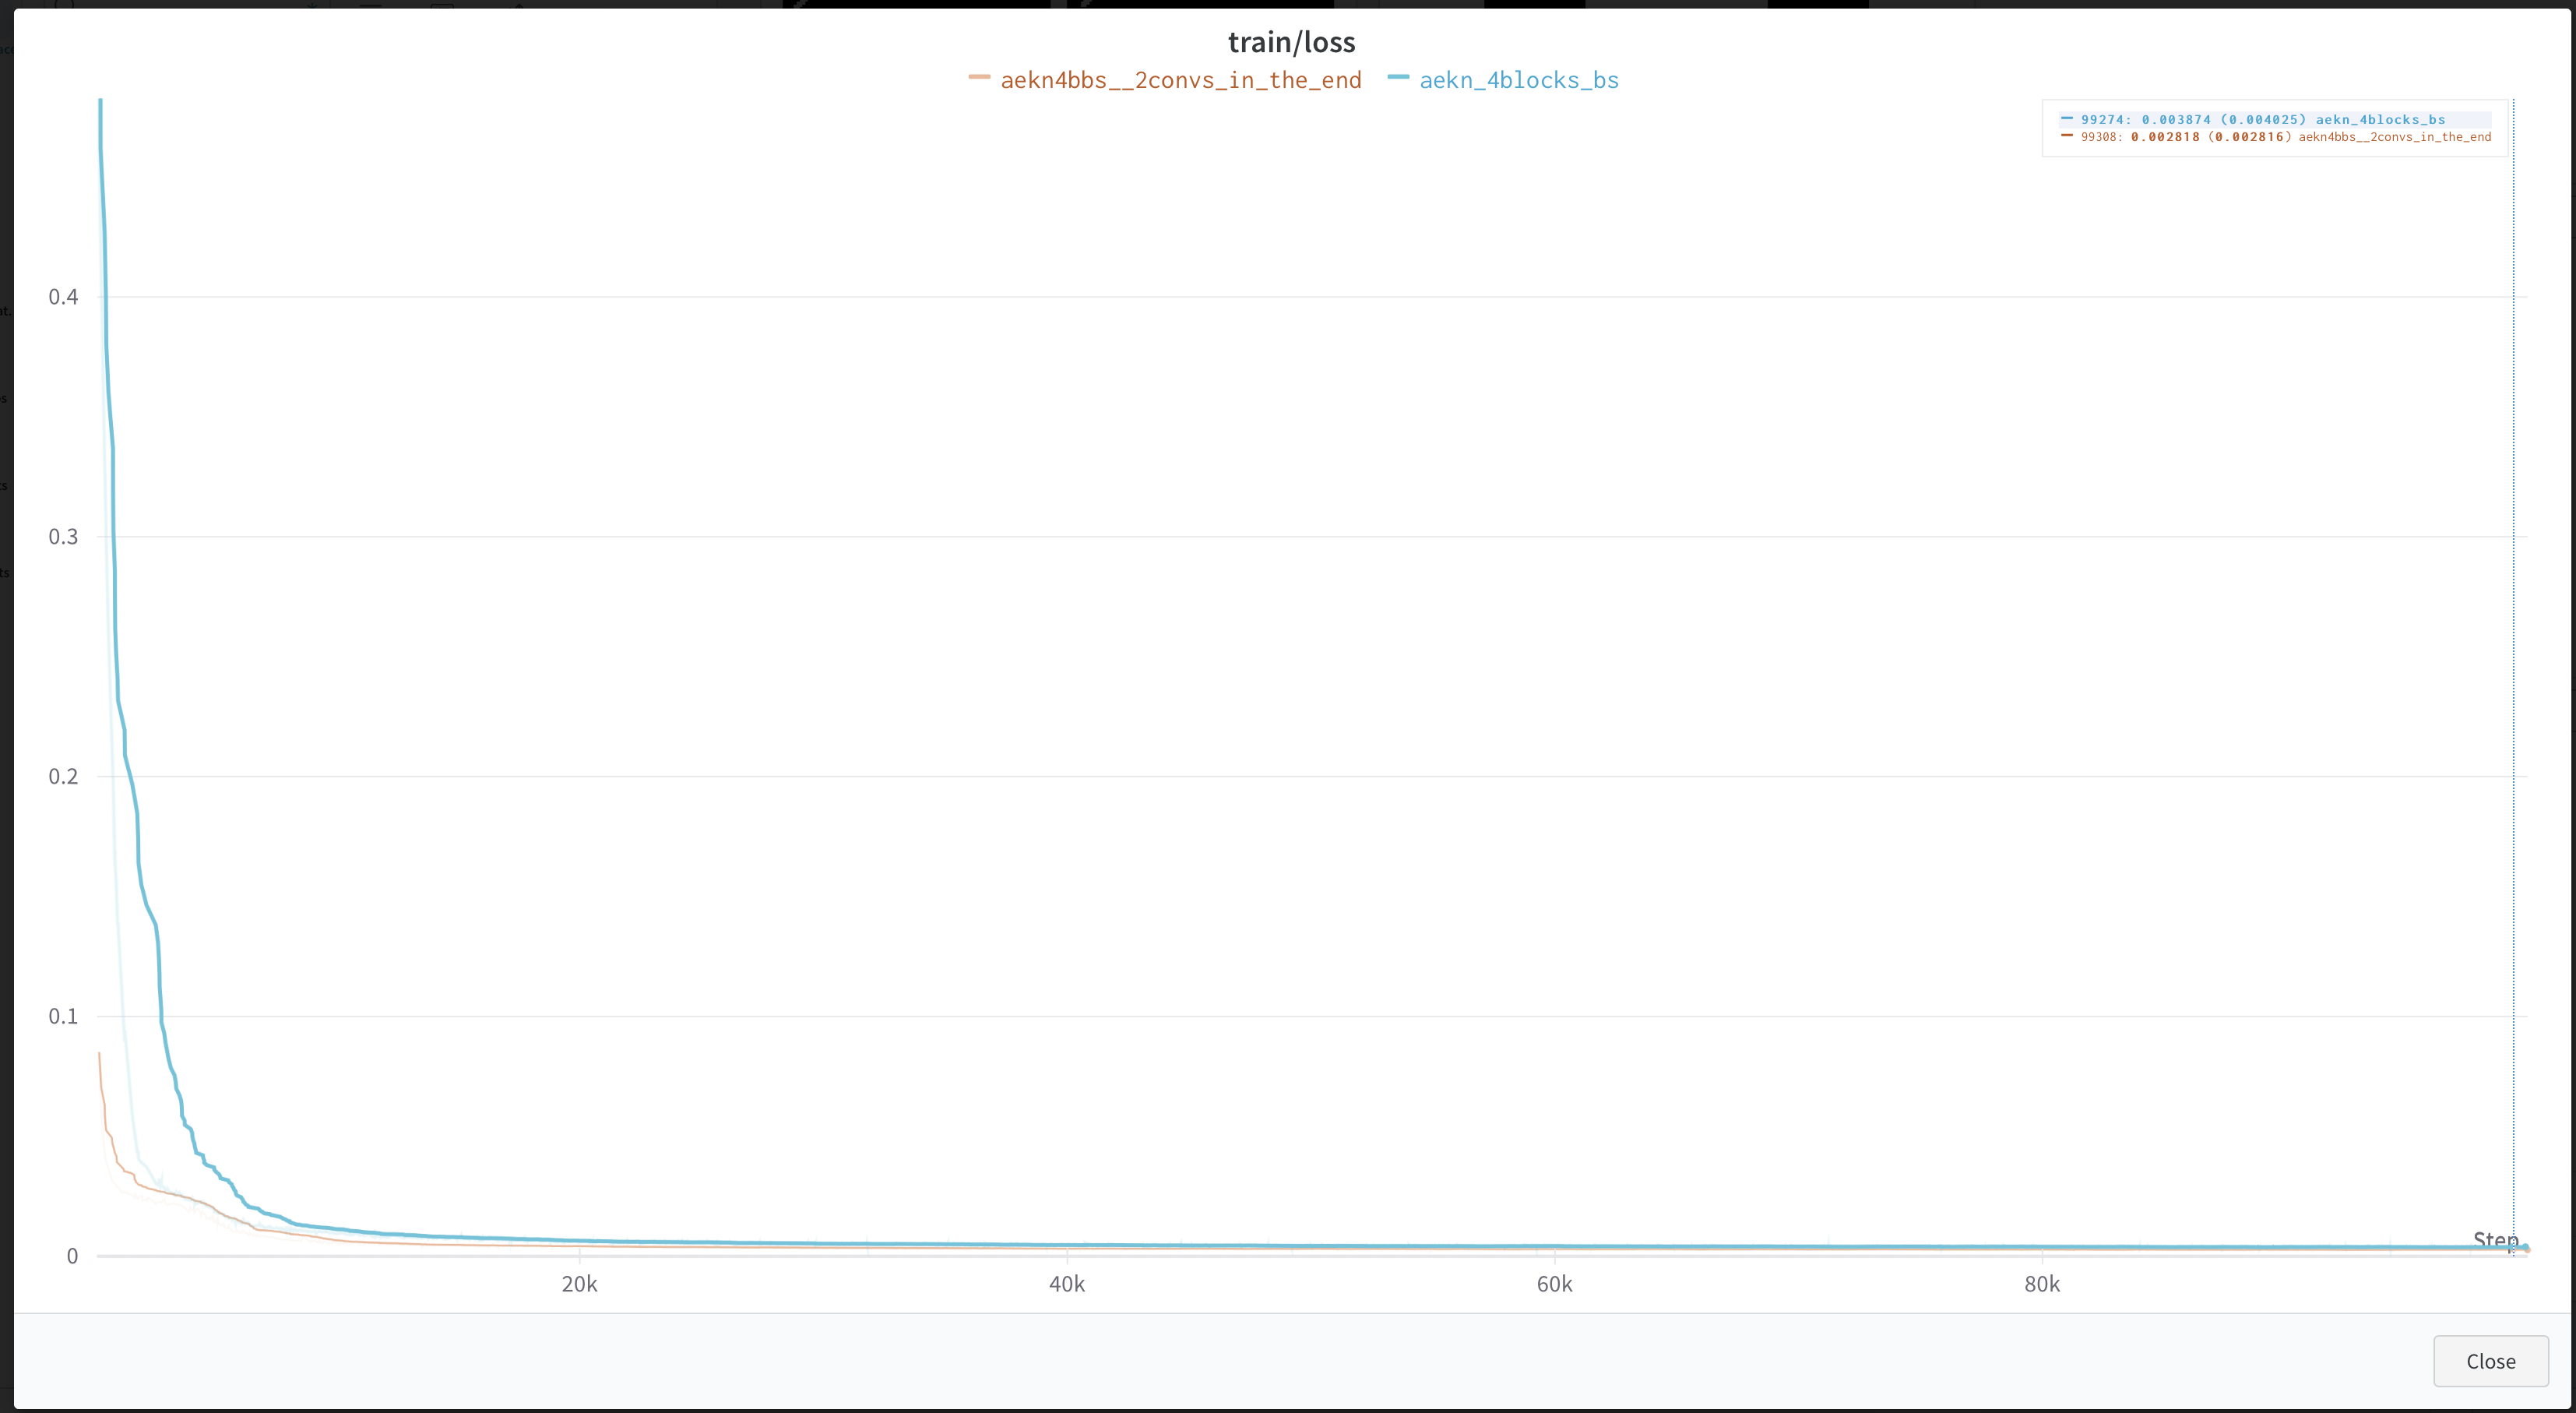 train/loss
aekn4bbs__2convs_in_the_end aekn_4blocks_bs
99274: 0.003874 (0.004025) aekn_4blocks_bs
99308: 0.002818 (0.002816) aekn4bbs__2convs_in_the_end
0.4
0.3
0.2
0.1
0
Step
20k 40k 60k 80k
Close